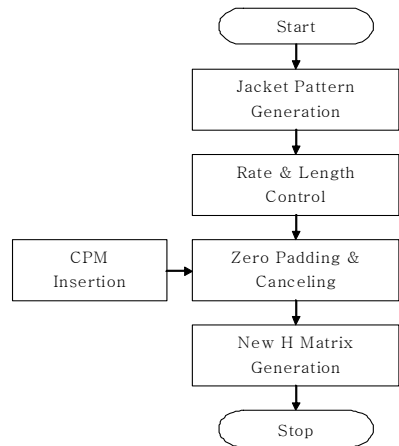 Start
Jacket Pattern
Generation
Rate & Length
Control
CPM
Insertion
Zero Padding &
Canceling
New H Matrix
Generation
Stop